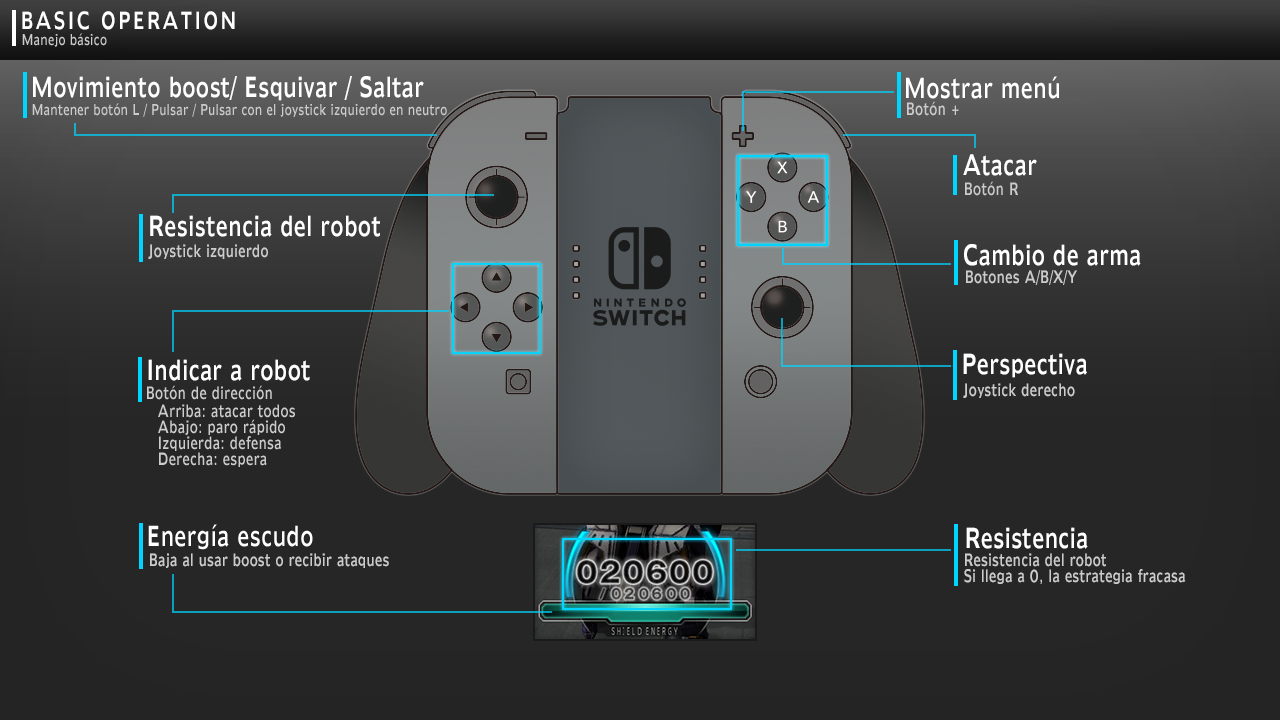 BASIC OPERATION
Manejo básico
Movimiento boost/ Esquivar / Saltar
Mantener botón L / Pulsar / Pulsar con el joystick izquierdo en neutro
Mostrar menú
Botón +
Atacar
Botón R
X
Y
A
B
Resistencia del robot
Joystick izquierdo
Cambio de arma
Botones A/B/X/Y
NINTENDO
SWITCH
Indicar a robot
Botón de dirección
Arriba: atacar todos
Abajo: paro rápido
Izquierda: defensa
Derecha: espera
Perspectiva
Joystick derecho
Energía escudo
Baja al usar boost o recibir ataques
020600
/020600
SHIELD ENERGY
Resistencia
Resistencia del robot
Si llega a 0, la estrategia fracasa